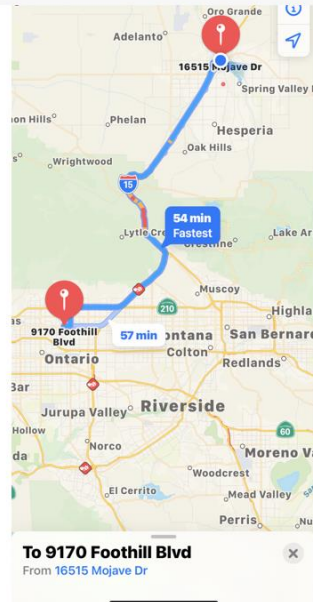 Oro Grande
Adelanto
16515 Mojave Dr
Spring Valley
Hesperia
Phelan
Oak Hills
Wrightwood
15
54 min
Fastest
Lytle Cre
Crestline
Lake Ar
Muscoy
210
Highla
9170 Foothill
Blvd
57 min
ontana
San Bernar
Ontario
Colton
Redlands
Jurupa Valley
Riverside
Hollow
60
Norco
Moreno Va
Woodcrest
El Cerrito
Mead Valley
Perris
To 9170 Foothill Blvd
From 16515 Mojave Dr